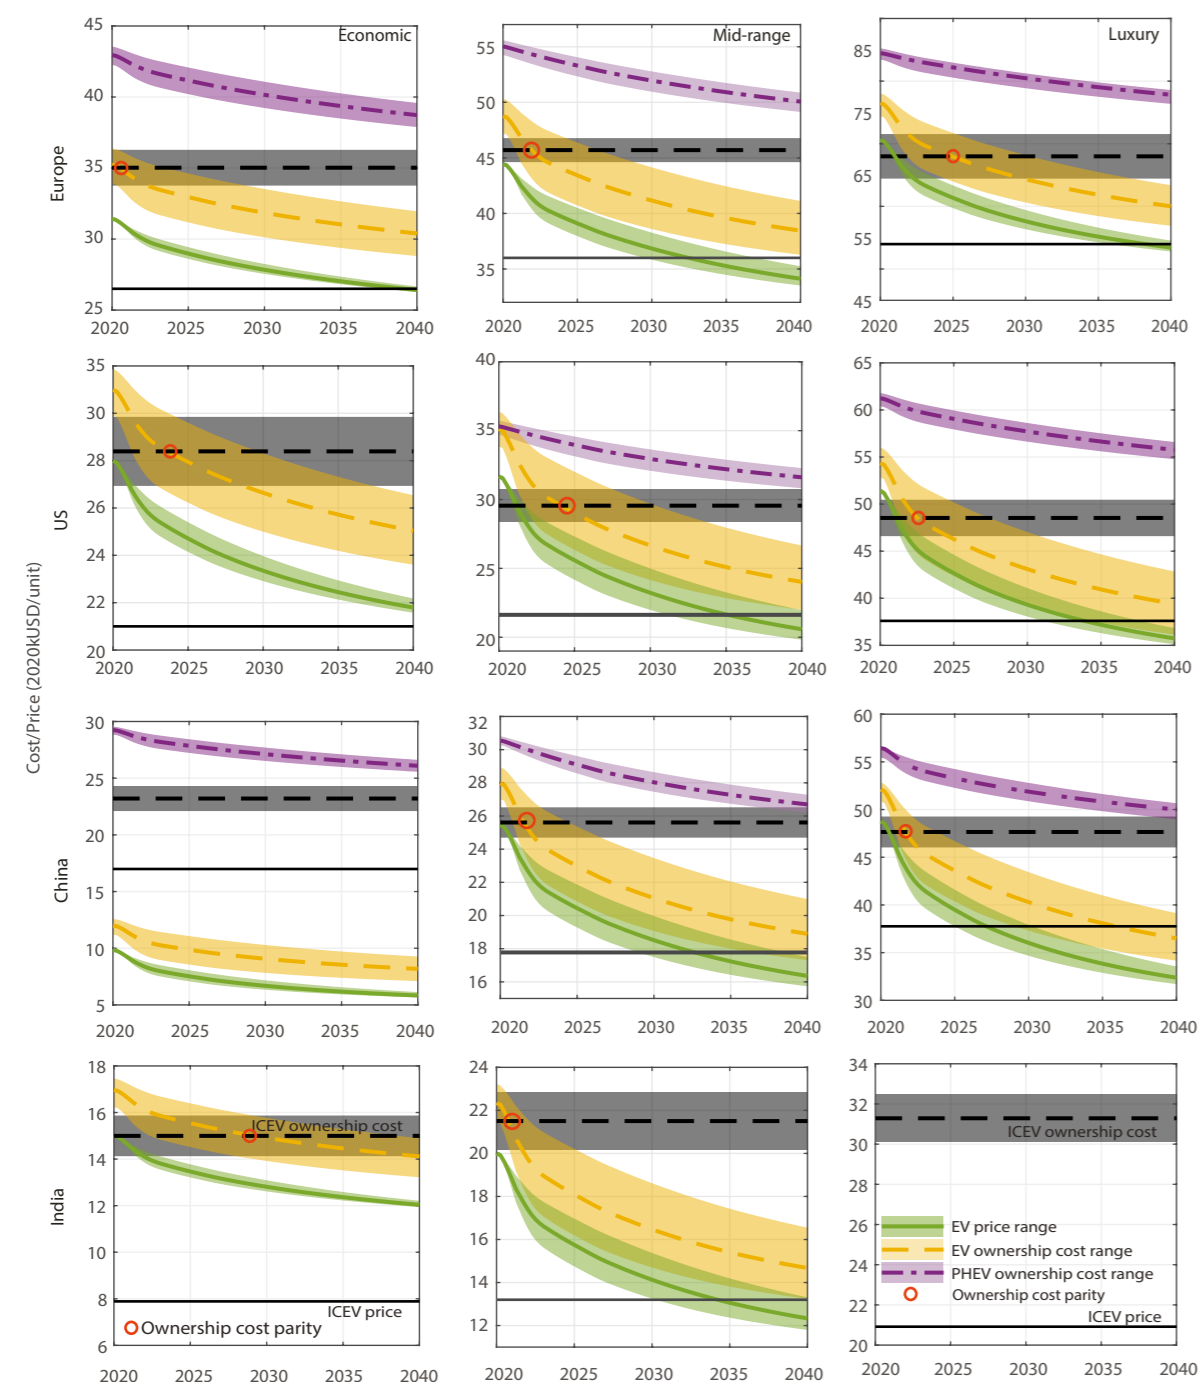 Cost/Price (2020kUSD/unit)
Europe
Economic
45
40
35
30
25
2020 2025 2030 2035 2040
Mid-range
55
50
45
40
35
2020 2025 2030 2035 2040
Luxury
85
75
65
55
45
2020 2025 2030 2035 2040
US
35
30
28
26
24
22
20
2020 2025 2030 2035 2040
40
35
30
25
20
2020 2025 2030 2035 2040
65
60
55
50
45
40
35
2020 2025 2030 2035 2040
China
30
25
20
15
10
5
2020 2025 2030 2035 2040
32
30
28
26
24
22
20
18
16
2020 2025 2030 2035 2040
60
55
50
45
40
35
30
2020 2025 2030 2035 2040
India
18
16
14
12
10
8
6
ICEV ownership cost
ICEV price
Ownership cost parity
2020 2025 2030 2035 2040
24
22
20
18
16
14
12
2020 2025 2030 2035 2040
34
32
30
28
26
24
22
20
ICEV ownership cost
EV price range
EV ownership cost range
PHEV ownership cost range
Ownership cost parity
ICEV price
2020 2025 2030 2035 2040